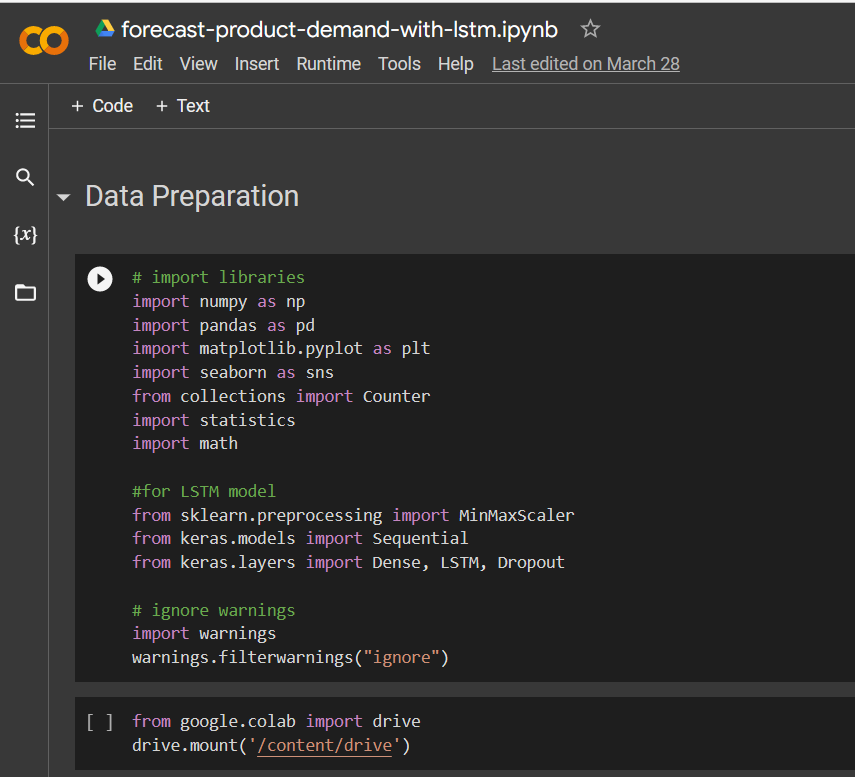 forecast-product-demand-with-lstm.ipynb
File Edit View Insert Runtime Tools Help Last edited on March 28
+ Code + Text
Data Preparation
# import libraries
import numpy as np
import pandas as pd
import matplotlib.pyplot as plt
import seaborn as sns
from collections import Counter
import statistics
import math
#for LSTM model
from sklearn.preprocessing import MinMaxScaler
from keras.models import Sequential
from keras.layers import Dense, LSTM, Dropout
# ignore warnings
import warnings
warnings.filterwarnings("ignore")
[ ] from google.colab import drive
drive.mount('/content/drive')